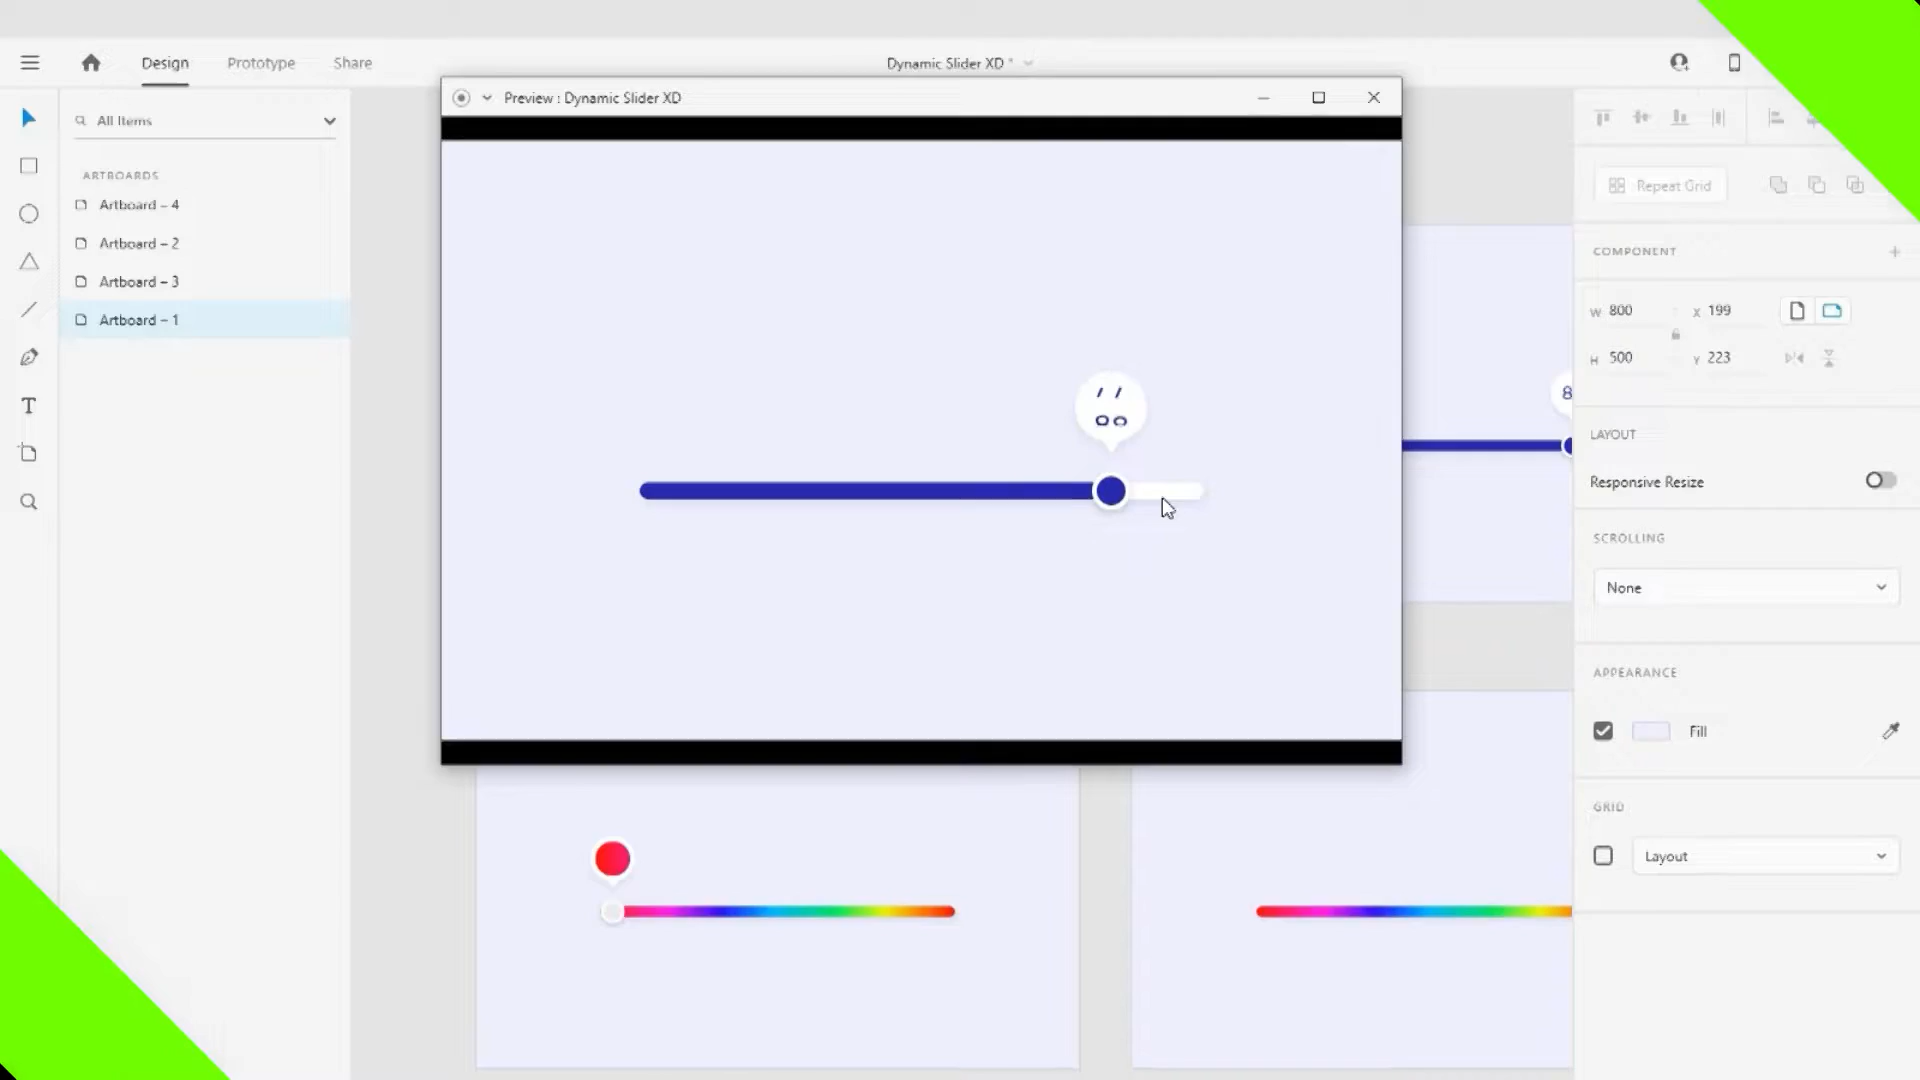 Design Prototype Share
Dynamic Slider XD *
Preview : Dynamic Slider XD
All Items
ARTBOARDS
Artboard – 4
Artboard – 2
Artboard – 3
Artboard – 1
8
Repeat Grid
COMPONENT
W 800 X 199
H 500 Y 223
LAYOUT
Responsive Resize
SCROLLING
None
APPEARANCE
Fill
GRID
Layout